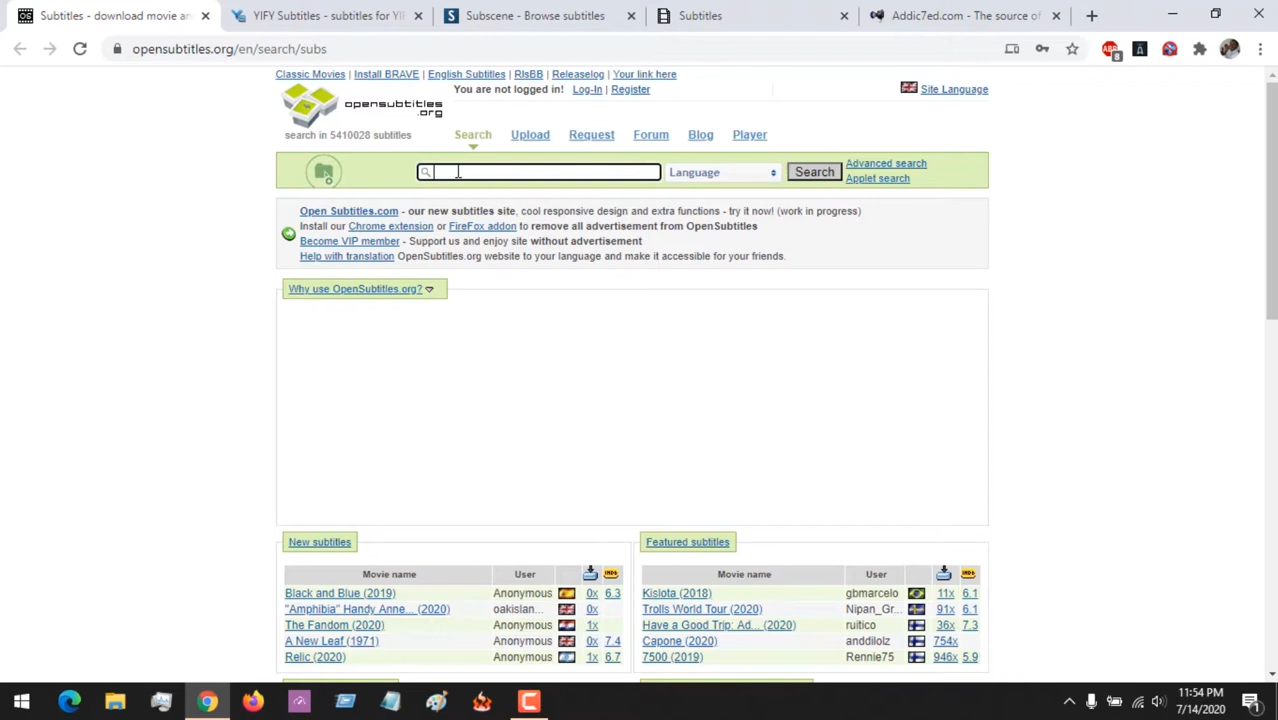 Subtitles - download movie an
YIFY Subtitles - subtitles for YIF
Subscene - Browse subtitles
Subtitles
Addic7ed.com - The source of
opensubtitles.org/en/search/subs
ABP
8
Classic Movies | Install BRAVE | English Subtitles | RlsBB | Releaselog | Your link here
You are not logged in! Log-In | Register
Site Language
opensubtitles
.org
search in 5410028 subtitles
Search
Upload
Request
Forum
Blog
Player
Language
Search
Advanced search
Applet search
Open Subtitles.com - our new subtitles site, cool responsive design and extra functions - try it now! (work in progress)
Install our Chrome extension or FireFox addon to remove all advertisement from OpenSubtitles
Become VIP member - Support us and enjoy site without advertisement
Help with translation OpenSubtitles.org website to your language and make it accessible for your friends.
Why use OpenSubtitles.org?
New subtitles
Movie name User IMDb
Black and Blue (2019) Anonymous 0x 6.3
"Amphibia" Handy Anne... (2020) oakislan... 0x
The Fandom (2020) Anonymous 1x
A New Leaf (1971) Anonymous 0x 7.4
Relic (2020) Anonymous 1x 6.7
Featured subtitles
Movie name User IMDb
Kislota (2018) gbmarcelo 11x 6.1
Trolls World Tour (2020) Nipan_Gr... 91x 6.1
Have a Good Trip: Ad... (2020) ruitico 36x 7.3
Capone (2020) anddilolz 754x
7500 (2019) Rennie75 946x 5.9
11:54 PM
7/14/2020
1